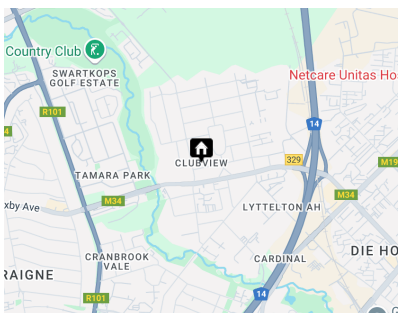 Country Club
SWARTKOPS
GOLF ESTATE
Netcare Unitas Ho
R101
14
4
CLUBVIEW
329
M19
TAMARA PARK
M34
M34
xby Ave
LYTTELTON AH
CRANBROOK
VALE
CARDINAL
DIE HO
RAIGNE
R101
14